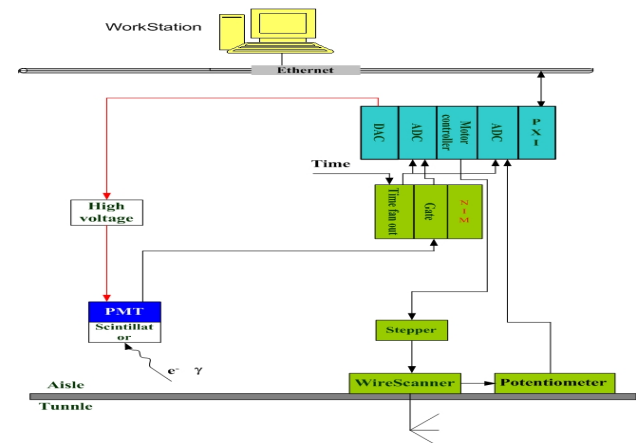 WorkStation
Ethernet
DAC
ADC
Motor
controller
ADC
P
X
I
Time
Time fan out
Gate
N
I
M
High
voltage
PMT
Scintillat
or
Stepper
e- γ
WireScanner
Potentiometer
Aisle
Tunnle